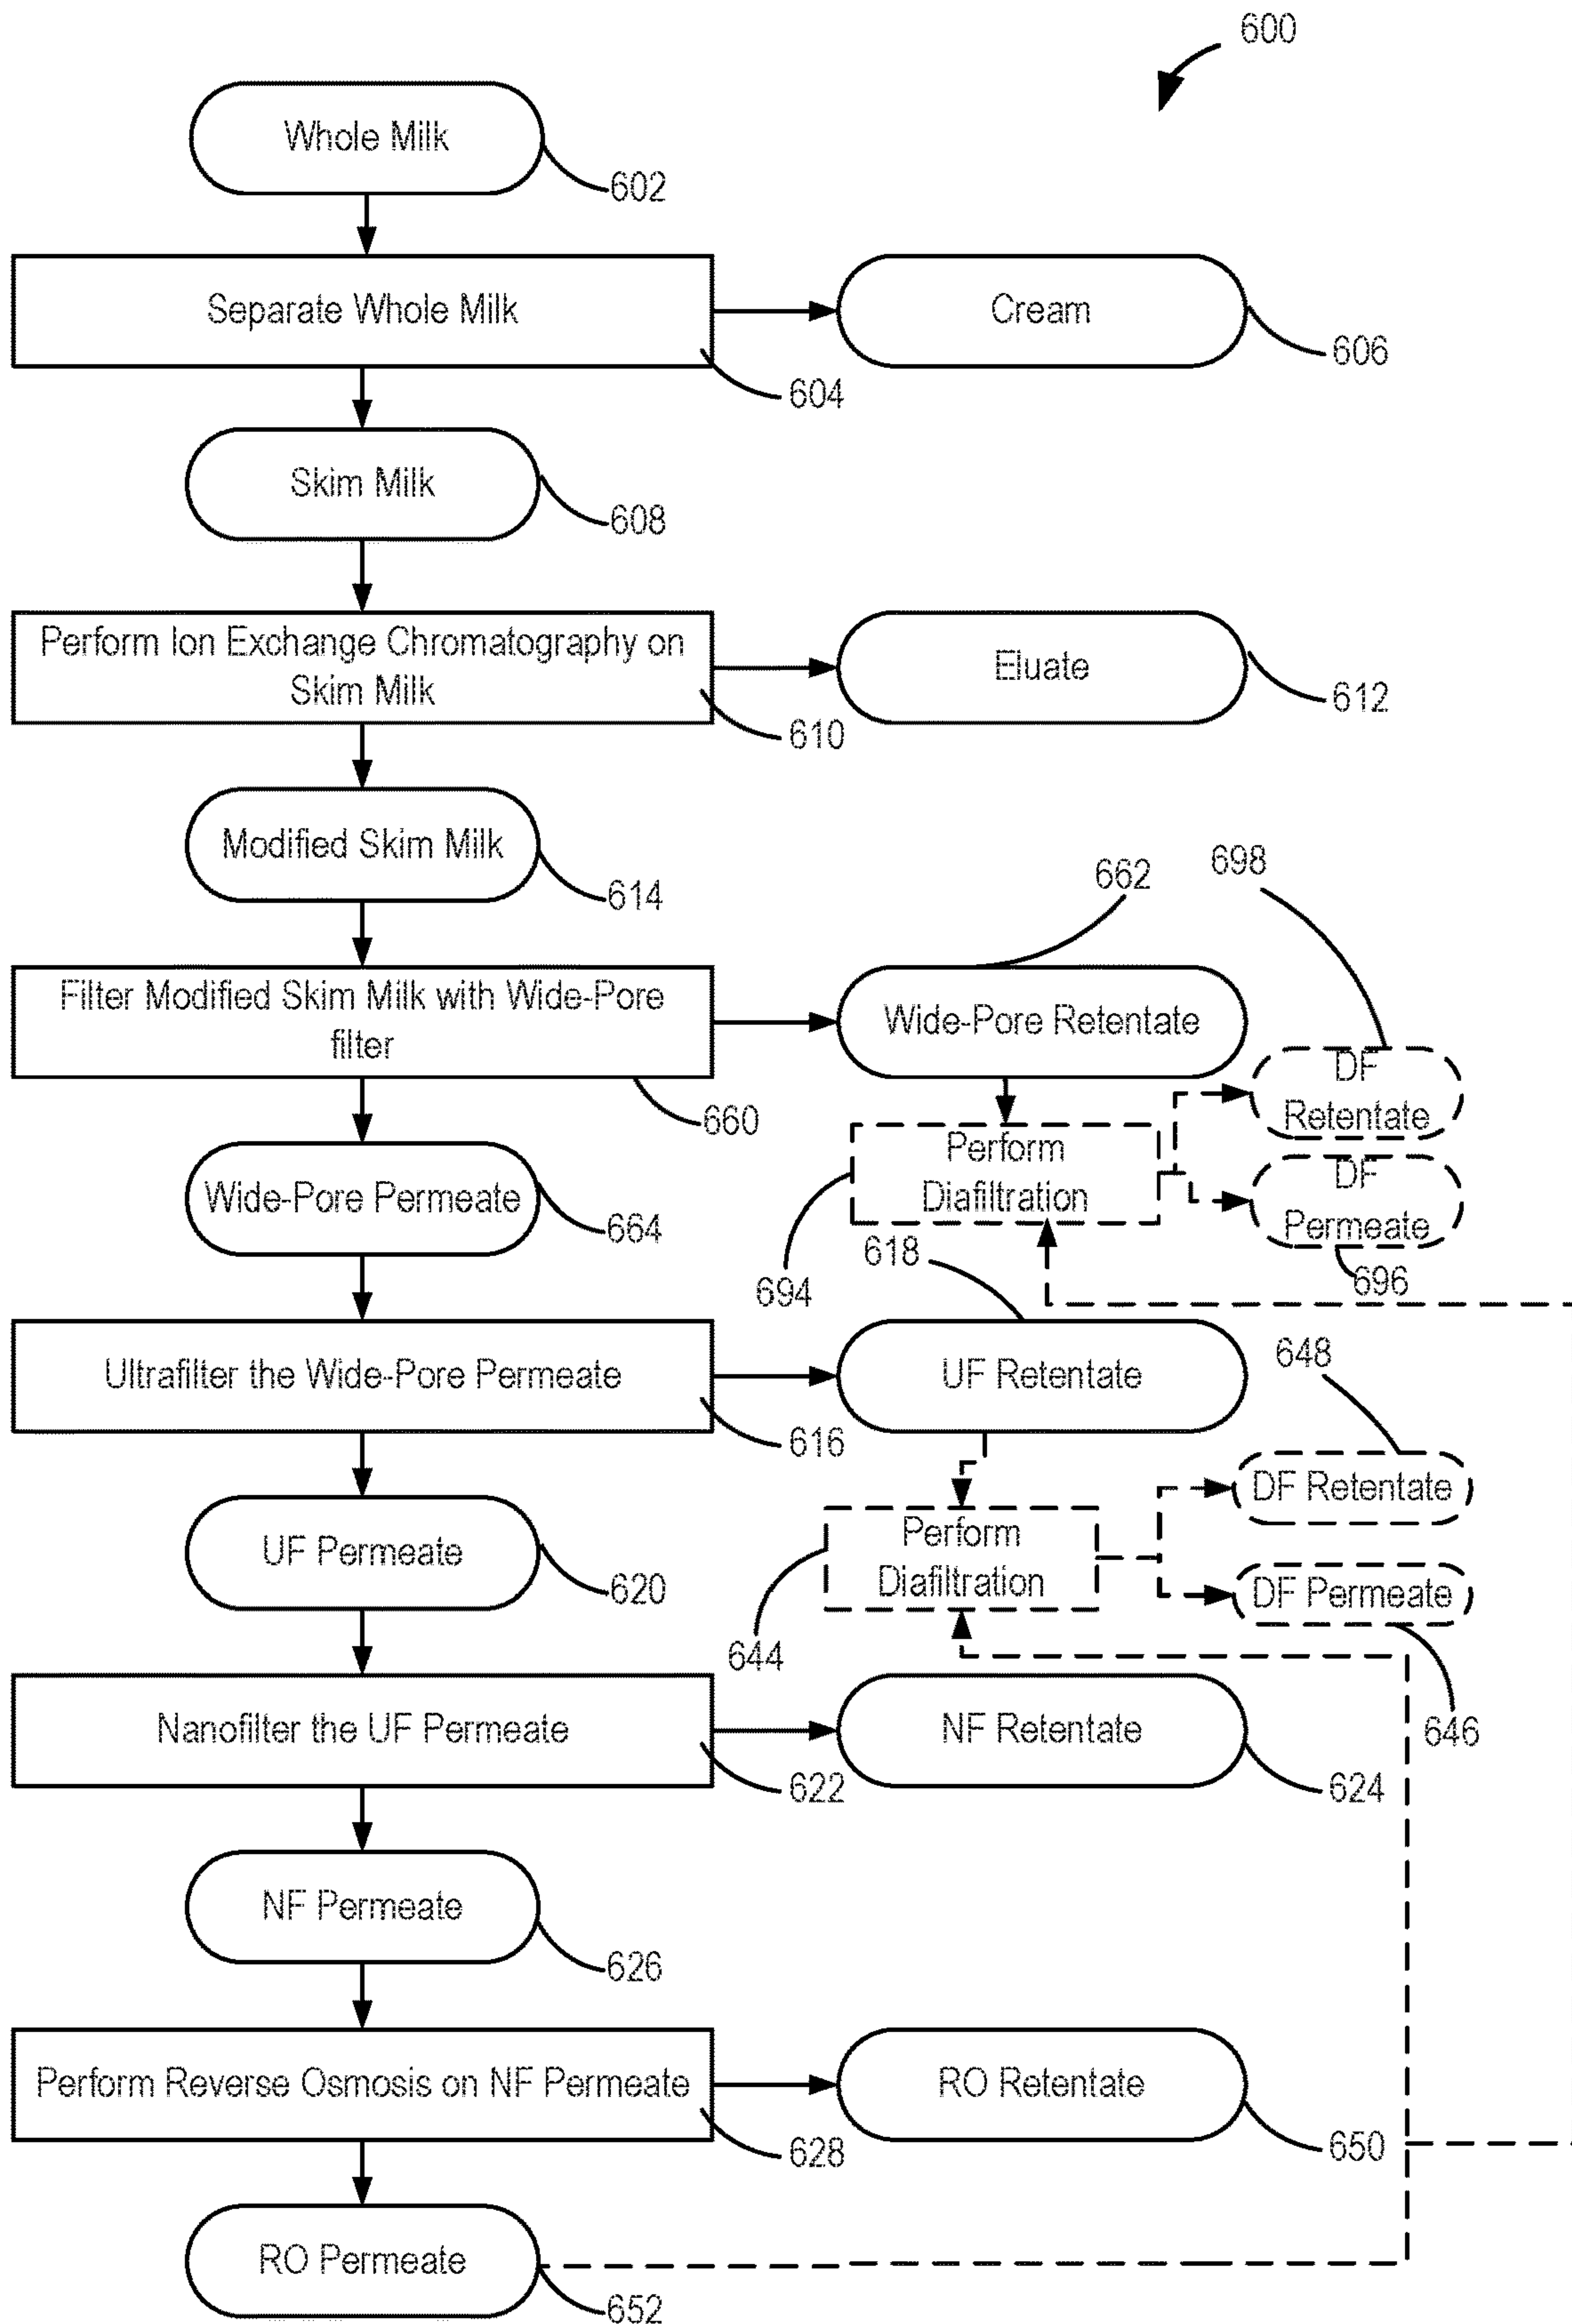 600
Whole Milk
602
Separate Whole Milk
Cream
606
604
Skim Milk
608
Perform Ion Exchange Chromatography on
Skim Milk
Eluate
612
610
Modified Skim Milk
614
662
698
Filter Modified Skim Milk with Wide-Pore
filter
Wide-Pore Retentate
DF
Retentate
660
Perform
Diafiltration
Wide-Pore Permeate
DF
Permeate
664
694
618
696
Ultrafilter the Wide-Pore Permeate
UF Retentate
648
616
DF Retentate
UF Permeate
Perform
Diafiltration
620
DF Permeate
644
646
Nanofilter the UF Permeate
NF Retentate
622
624
NF Permeate
626
Perform Reverse Osmosis on NF Permeate
RO Retentate
628
650
RO Permeate
652